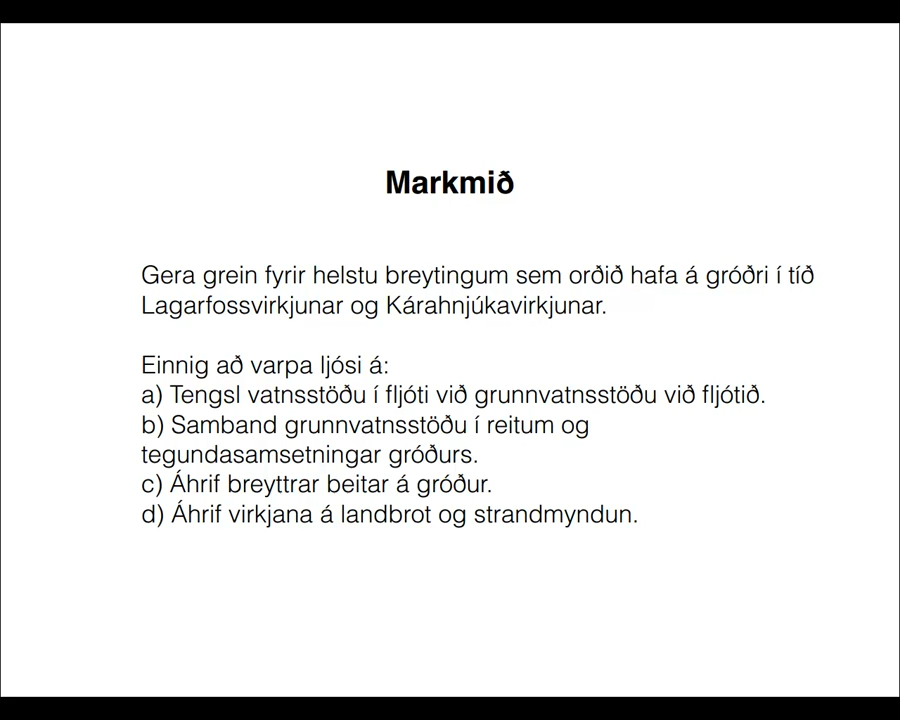 Markmið
Gera grein fyrir helstu breytingum sem orðið hafa á gróðri í tíð
Lagarfossvirkjunar og Kárahnjúkavirkjunar.
Einnig að varpa ljósi á:
a) Tengsl vatnsstöðu í fljóti við grunnvatnsstöðu við fljótið.
b) Samband grunnvatnsstöðu í reitum og
tegundasamsetningar gróðurs.
c) Áhrif breyttrar beitar á gróður.
d) Áhrif virkjana á landbrot og strandmyndun.